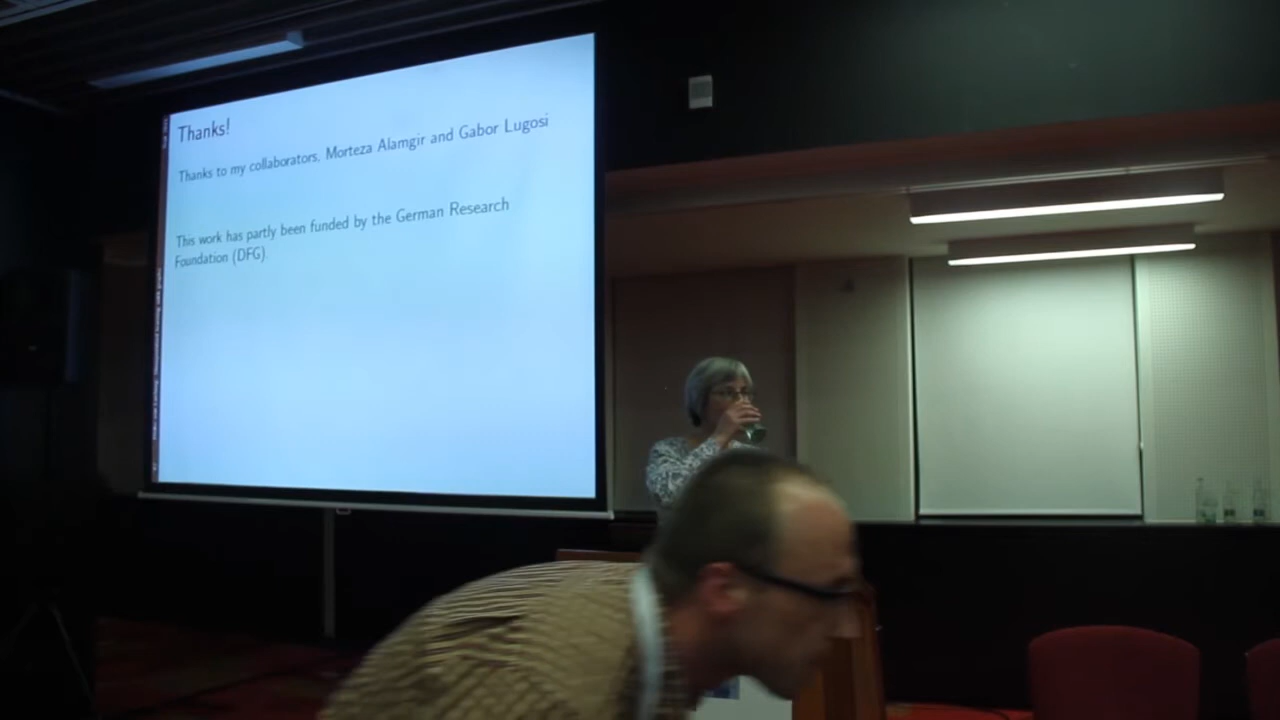 Thanks!
Thanks to my collaborators, Morteza Alamgir and Gabor Lugosi
This work has partly been funded by the German Research
Foundation (DFG).